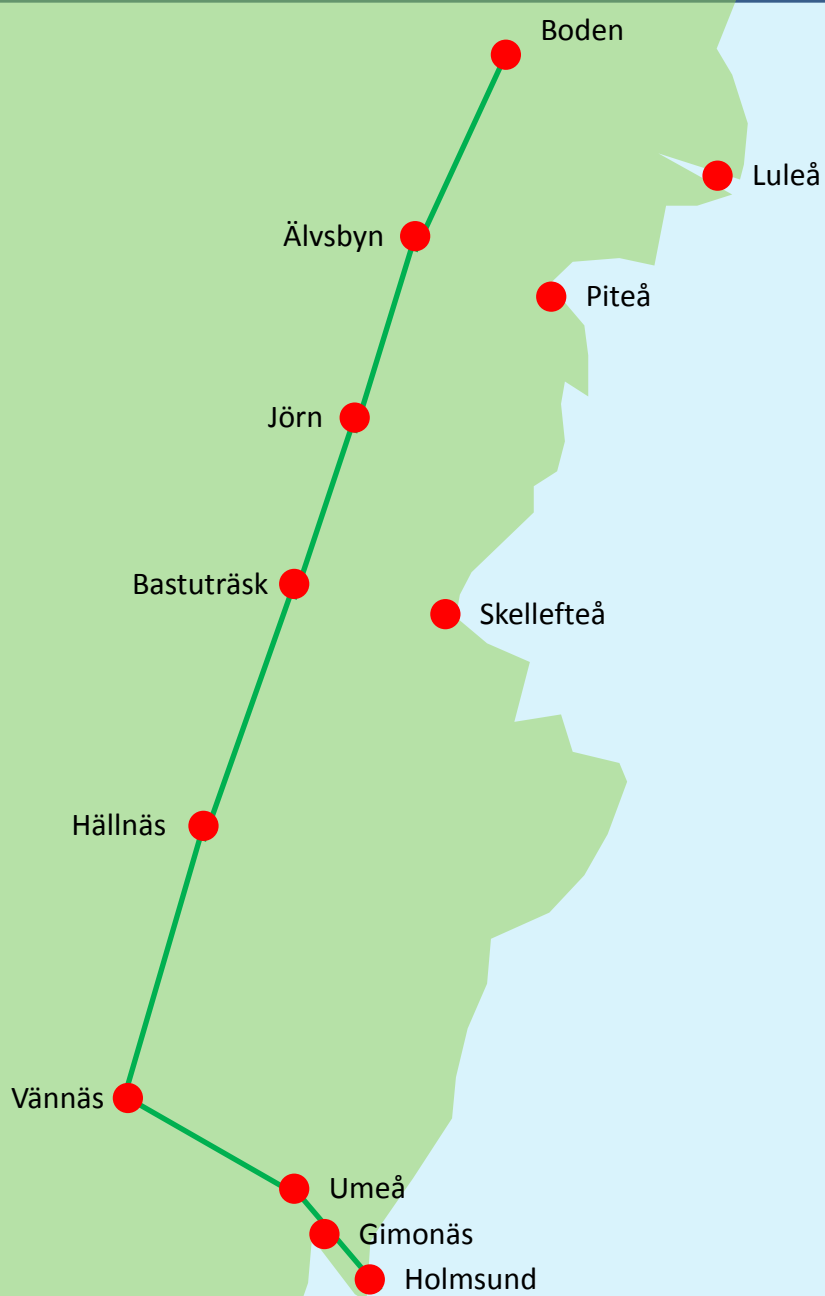 Boden
Luleå
Älvsbyn
Piteå
Jörn
Bastuträsk
Skellefteå
Hällnäs
Vännäs
Umeå
Gimonäs
Holmsund